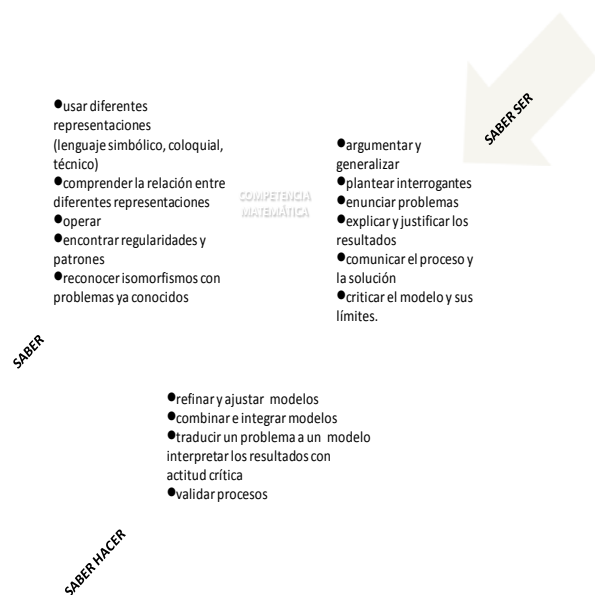 ●usar diferentes
representaciones
(lenguaje simbólico, coloquial,
técnico)
●comprender la relación entre
diferentes representaciones
●operar
●encontrar regularidades y
patrones
●reconocer isomorfismos con
problemas ya conocidos
COMPETENCIA
MATEMÁTICA
SABER SER
●argumentar y
generalizar
●plantear interrogantes
●enunciar problemas
●explicar y justificar los
resultados
●comunicar el proceso y
la solución
●criticar el modelo y sus
límites.
SABER
●refinar y ajustar modelos
●combinar e integrar modelos
●traducir un problema a un modelo
interpretar los resultados con
actitud crítica
●validar procesos
SABER HACER